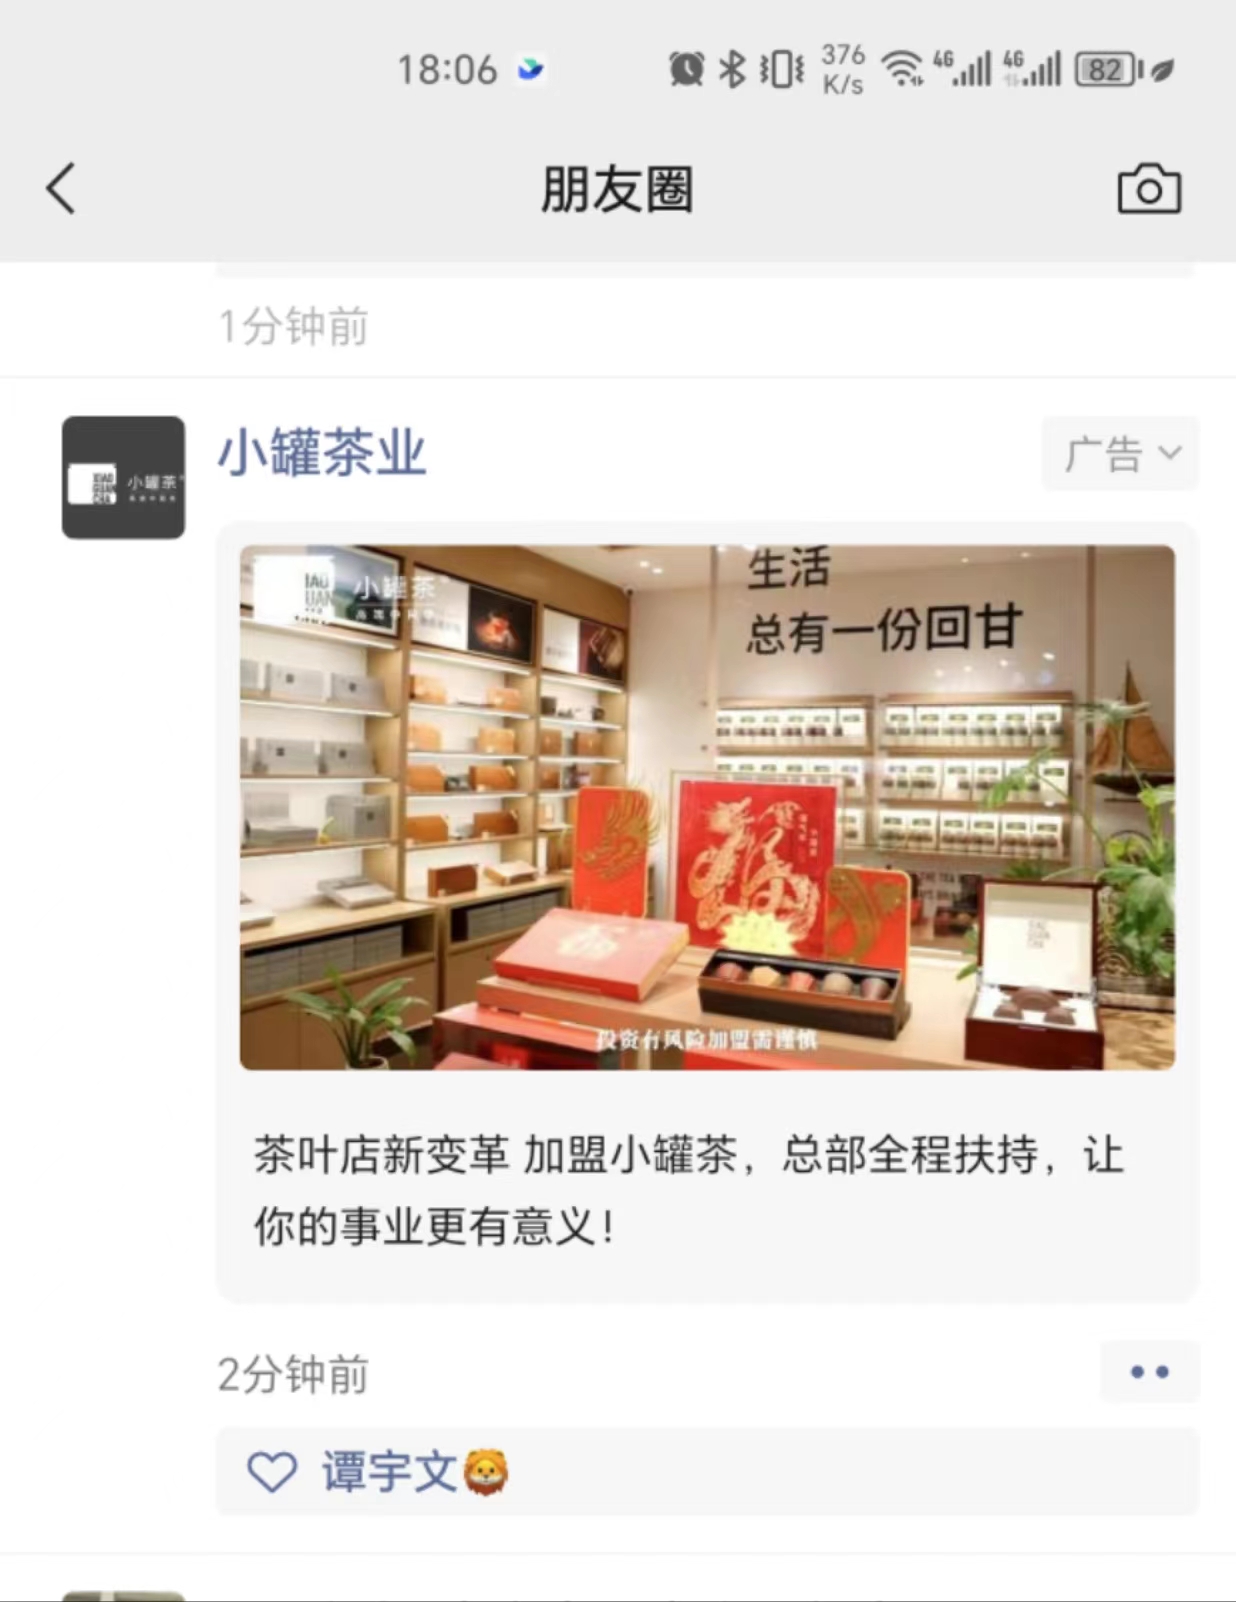 18:06
376
K/s
4G
4G
82
朋友圈
1分钟前
小罐茶业
广告
小罐茶
小罐茶
生活
总有一份回甘
投资有风险加盟需谨慎
茶叶店新变革 加盟小罐茶，总部全程扶持，让
你的事业更有意义！
2分钟前
谭宇文🦁